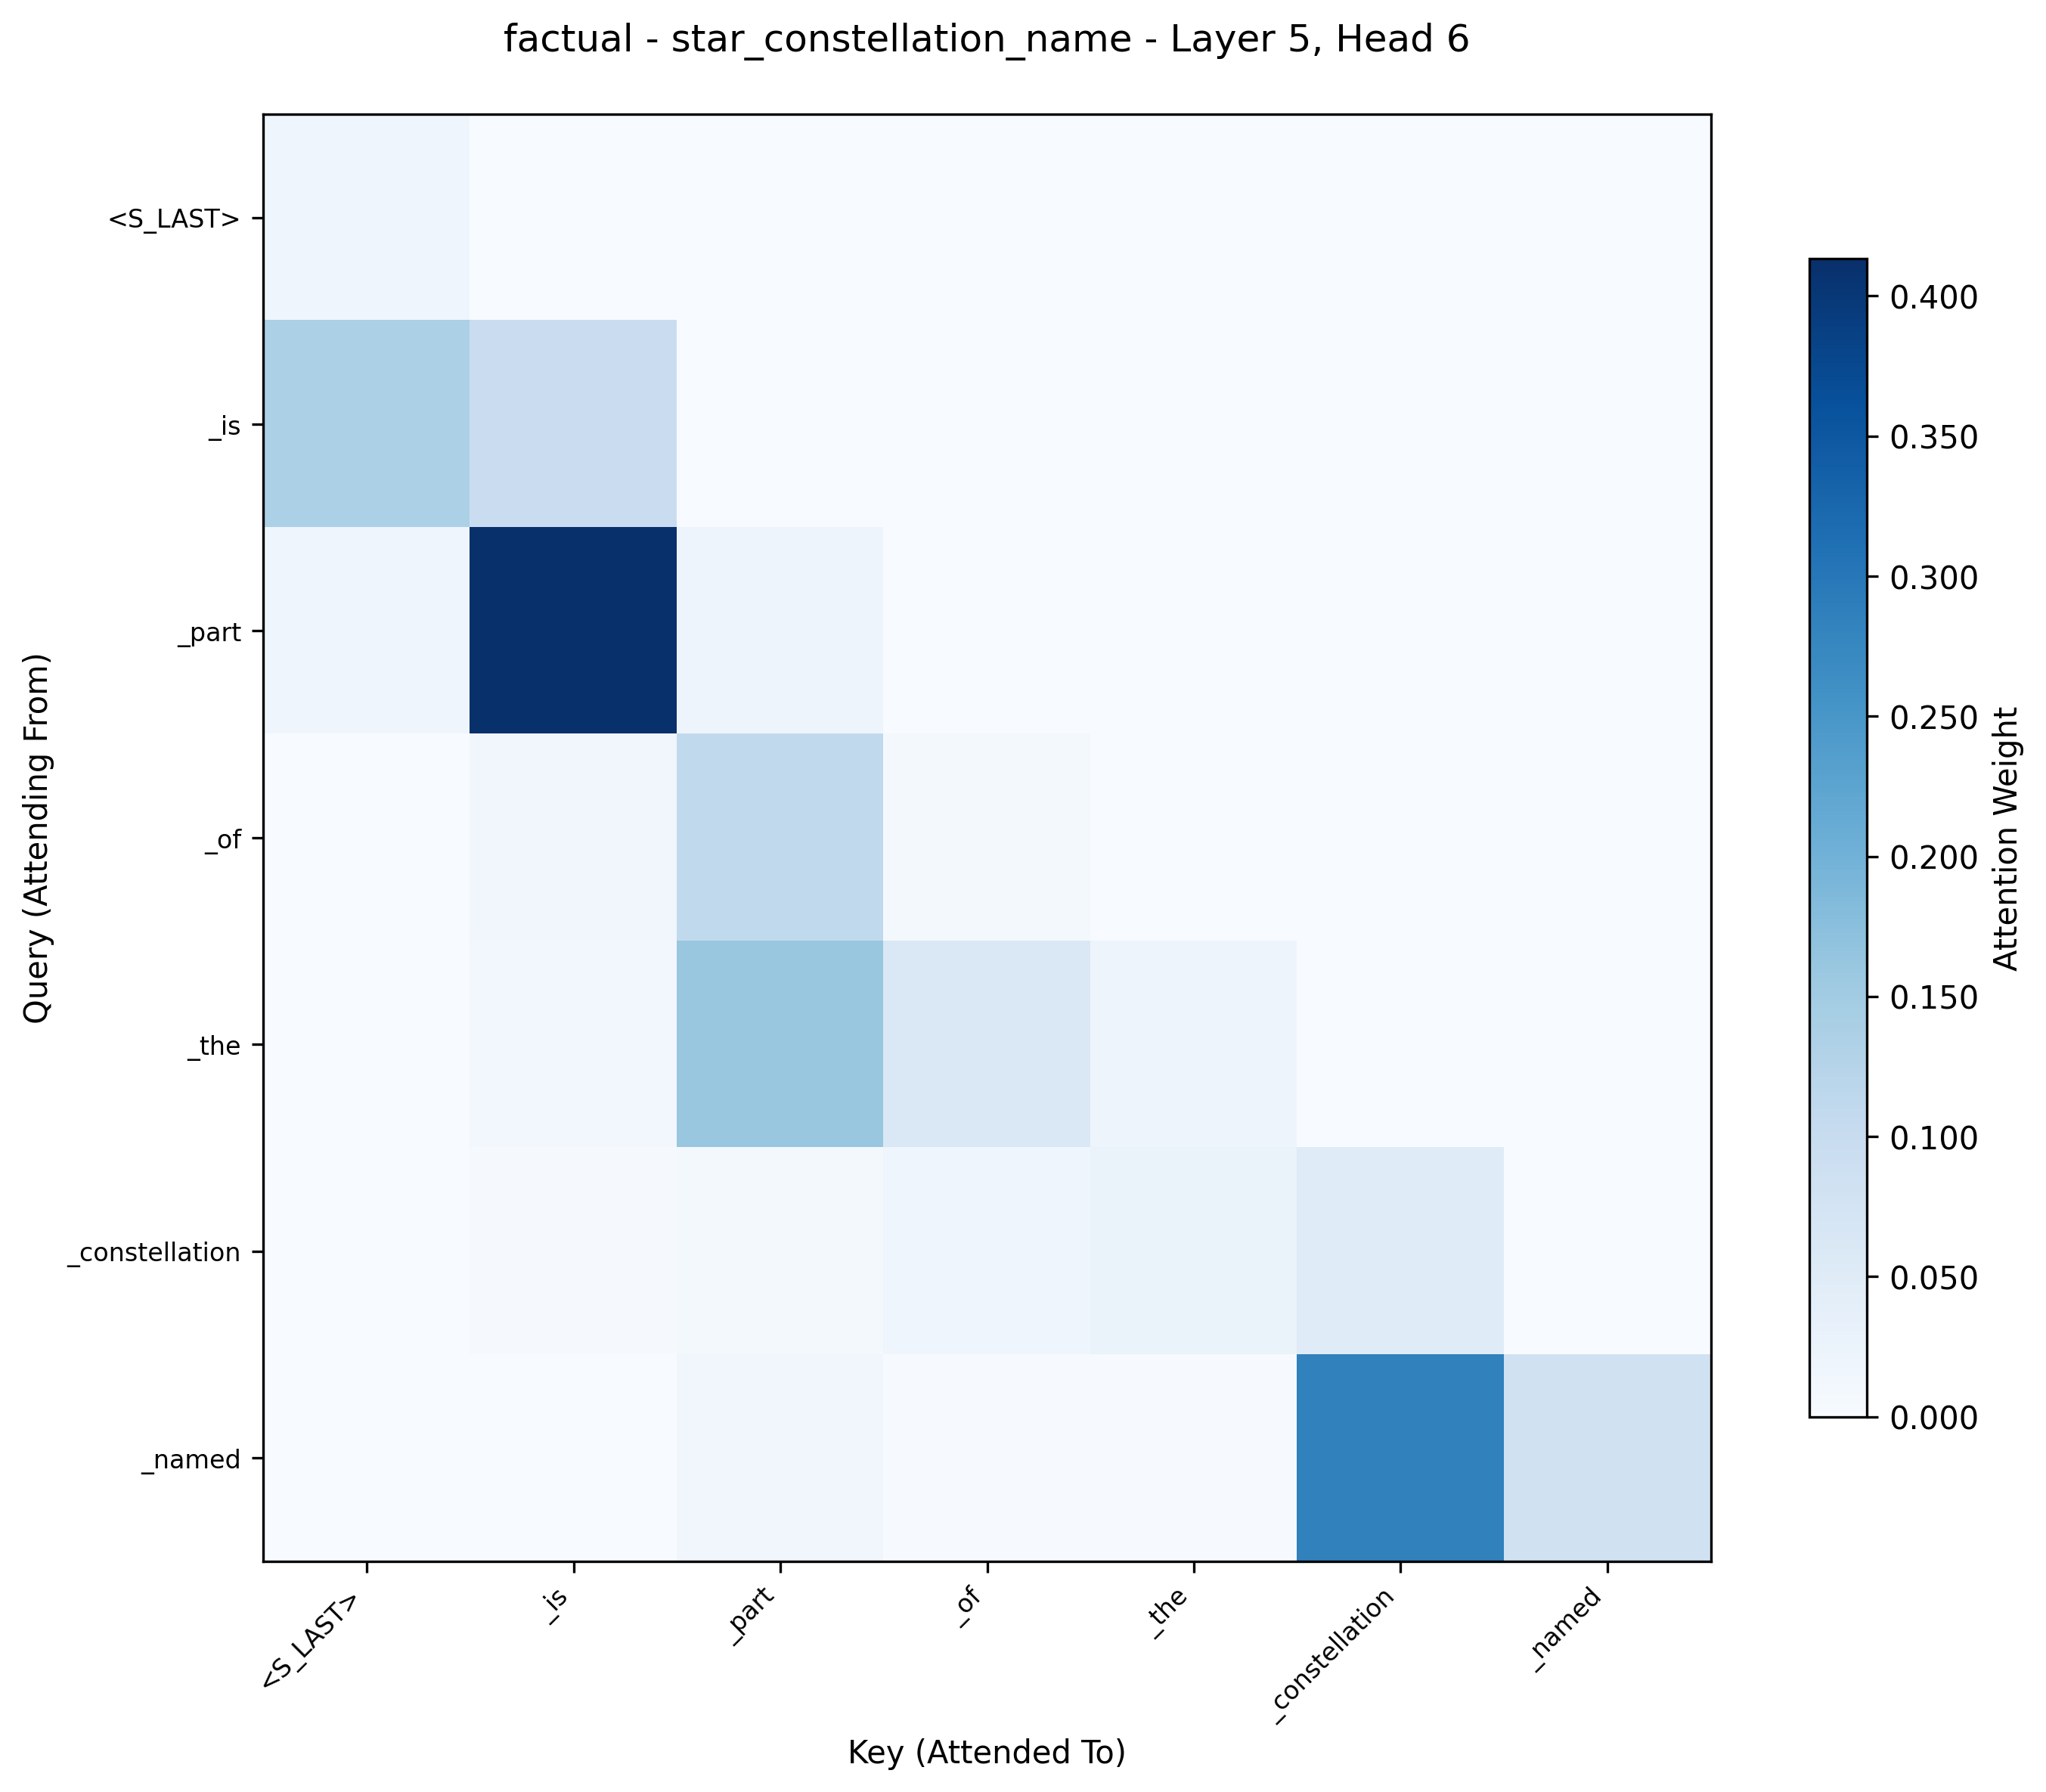 factual - star_constellation_name - Layer 5, Head 6
Query (Attending From)
<S_LAST>
_is
_part
_of
_the
_constellation
_named
<S_LAST>
_is
_part
_of
_the
_constellation
_named
Key (Attended To)
0.400
0.350
0.300
0.250
0.200
0.150
0.100
0.050
0.000
Attention Weight